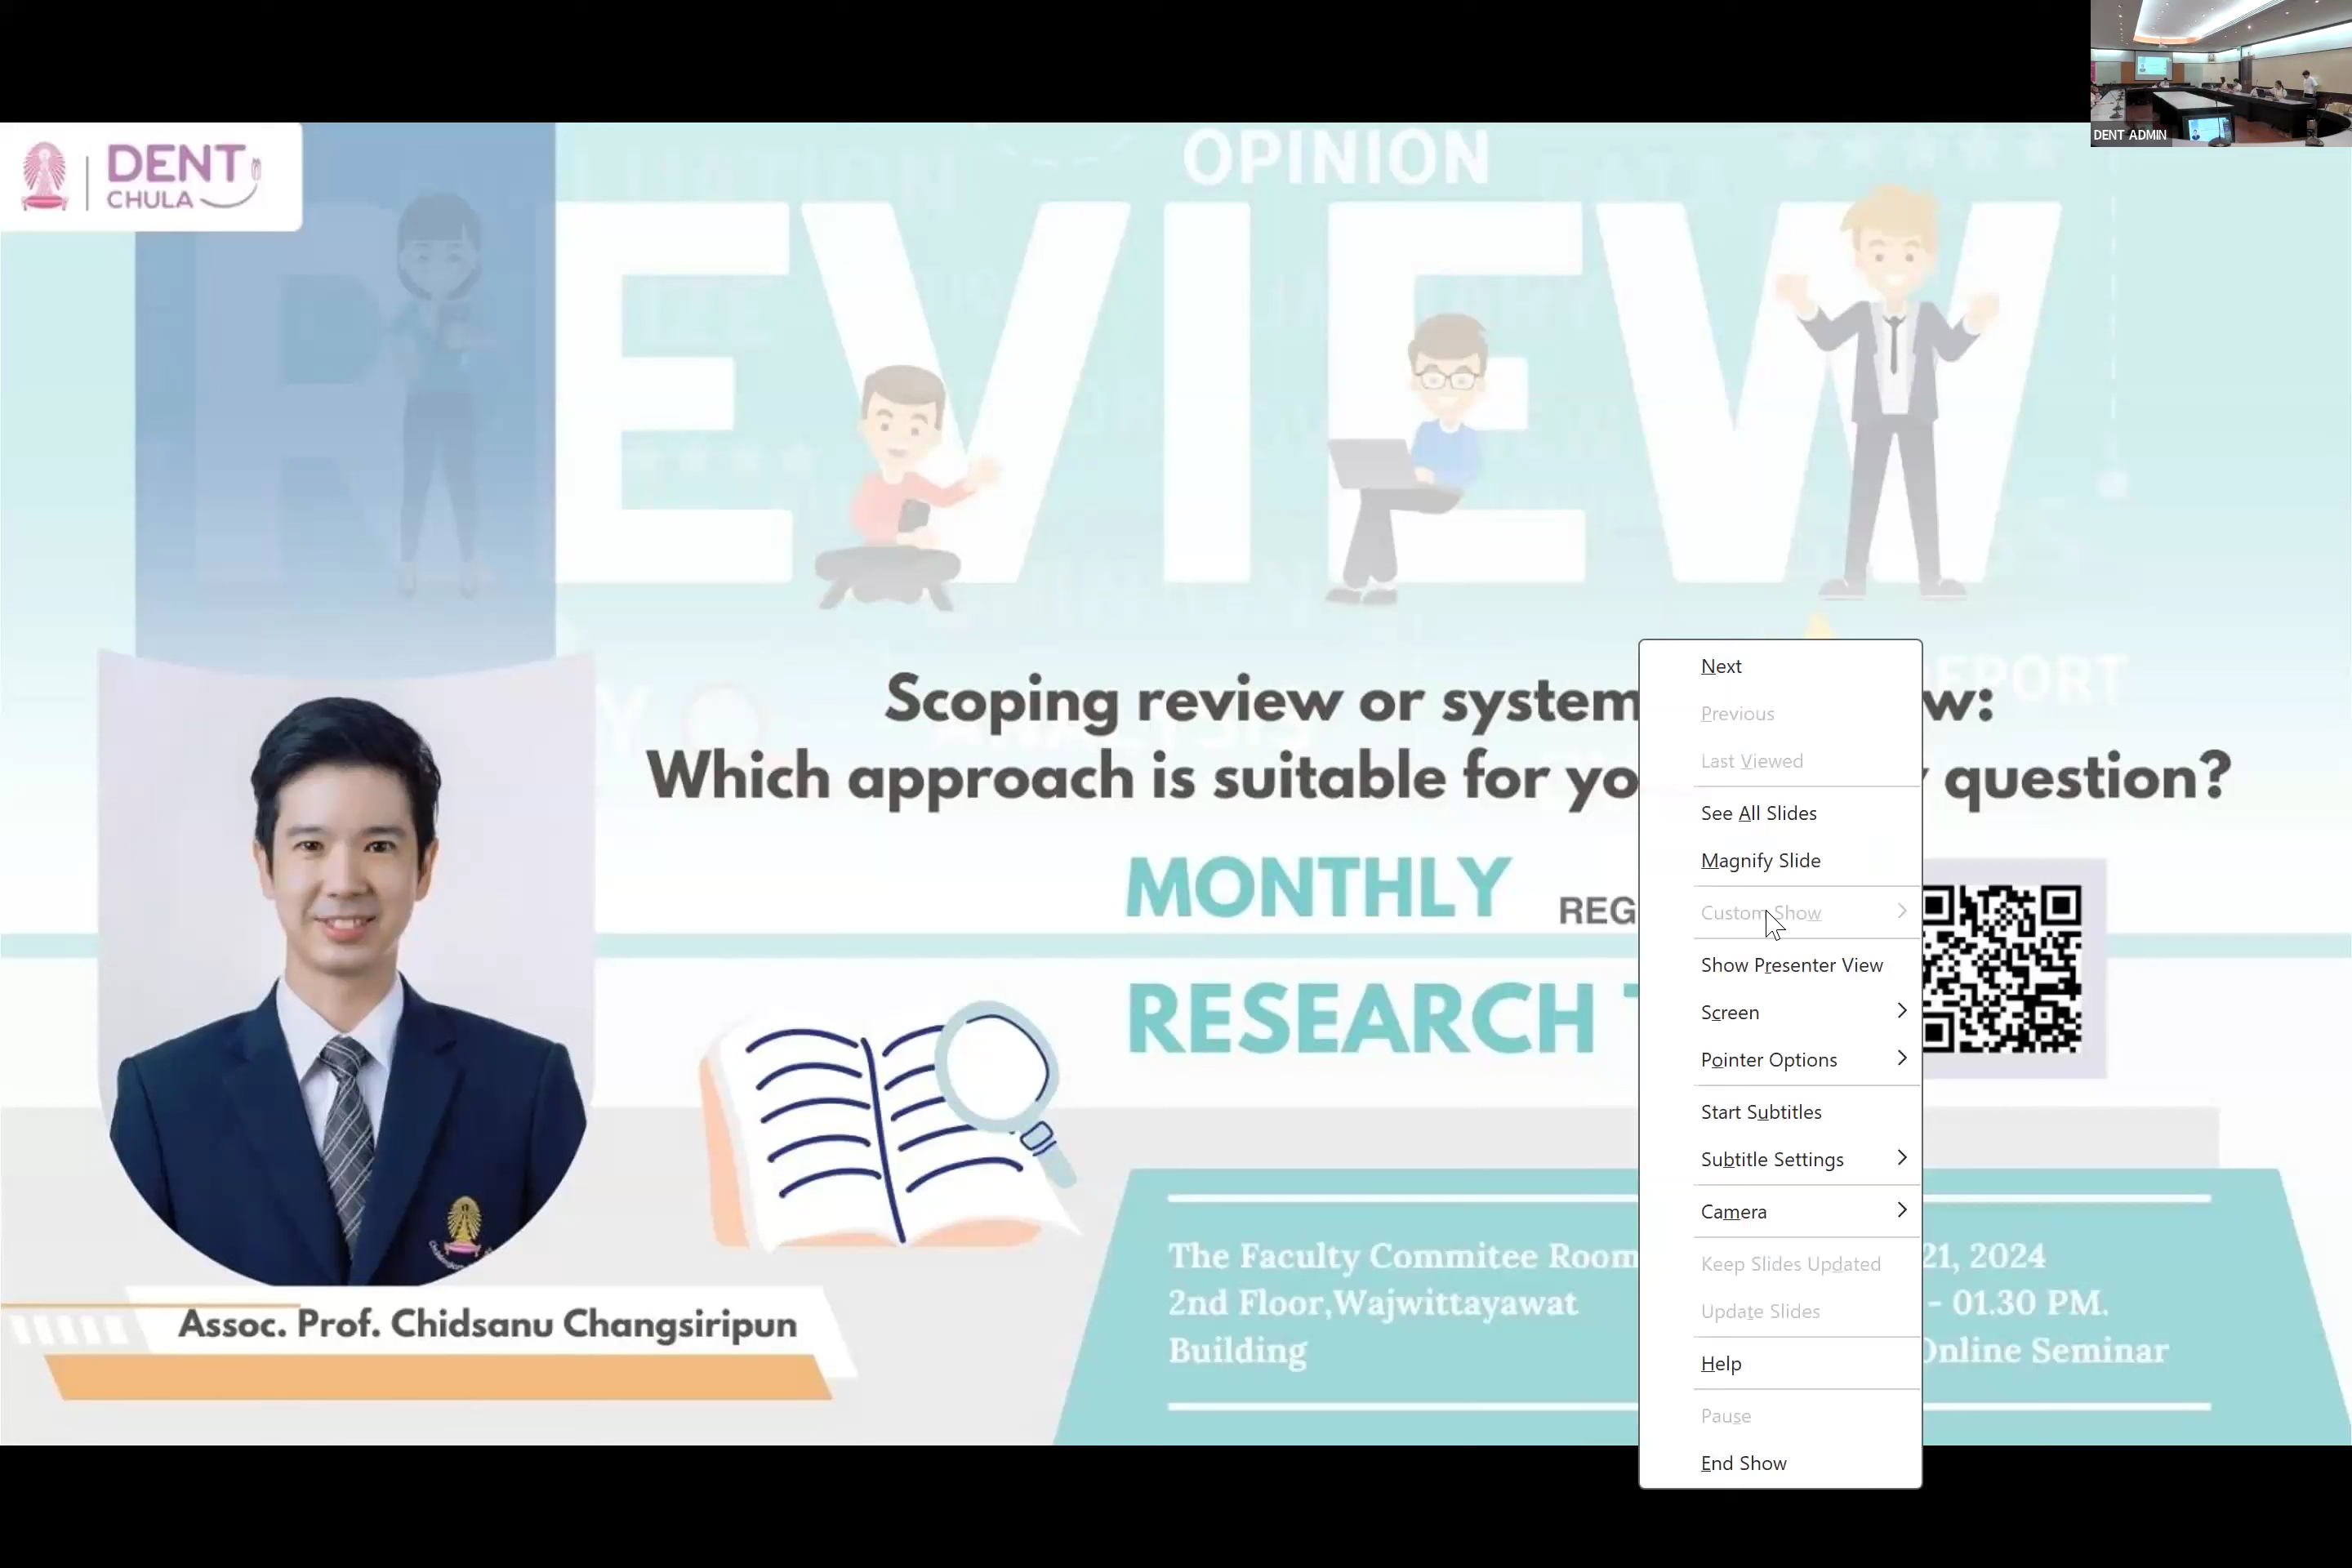 DENT ADMIN
DENT
CHULA
OPINION
REVIEW
Scoping review or system w:
Which approach is suitable for yo question?
MONTHLY
REG
RESEARCH
The Faculty Commitee Room
2nd Floor,Wajwittayawat
Building
21, 2024
- 01.30 PM.
Online Seminar
Assoc. Prof. Chidsanu Changsiripun
Next
Previous
Last Viewed
See All Slides
Magnify Slide
Custom Show
Show Presenter View
Screen
Pointer Options
Start Subtitles
Subtitle Settings
Camera
Keep Slides Updated
Update Slides
Help
Pause
End Show